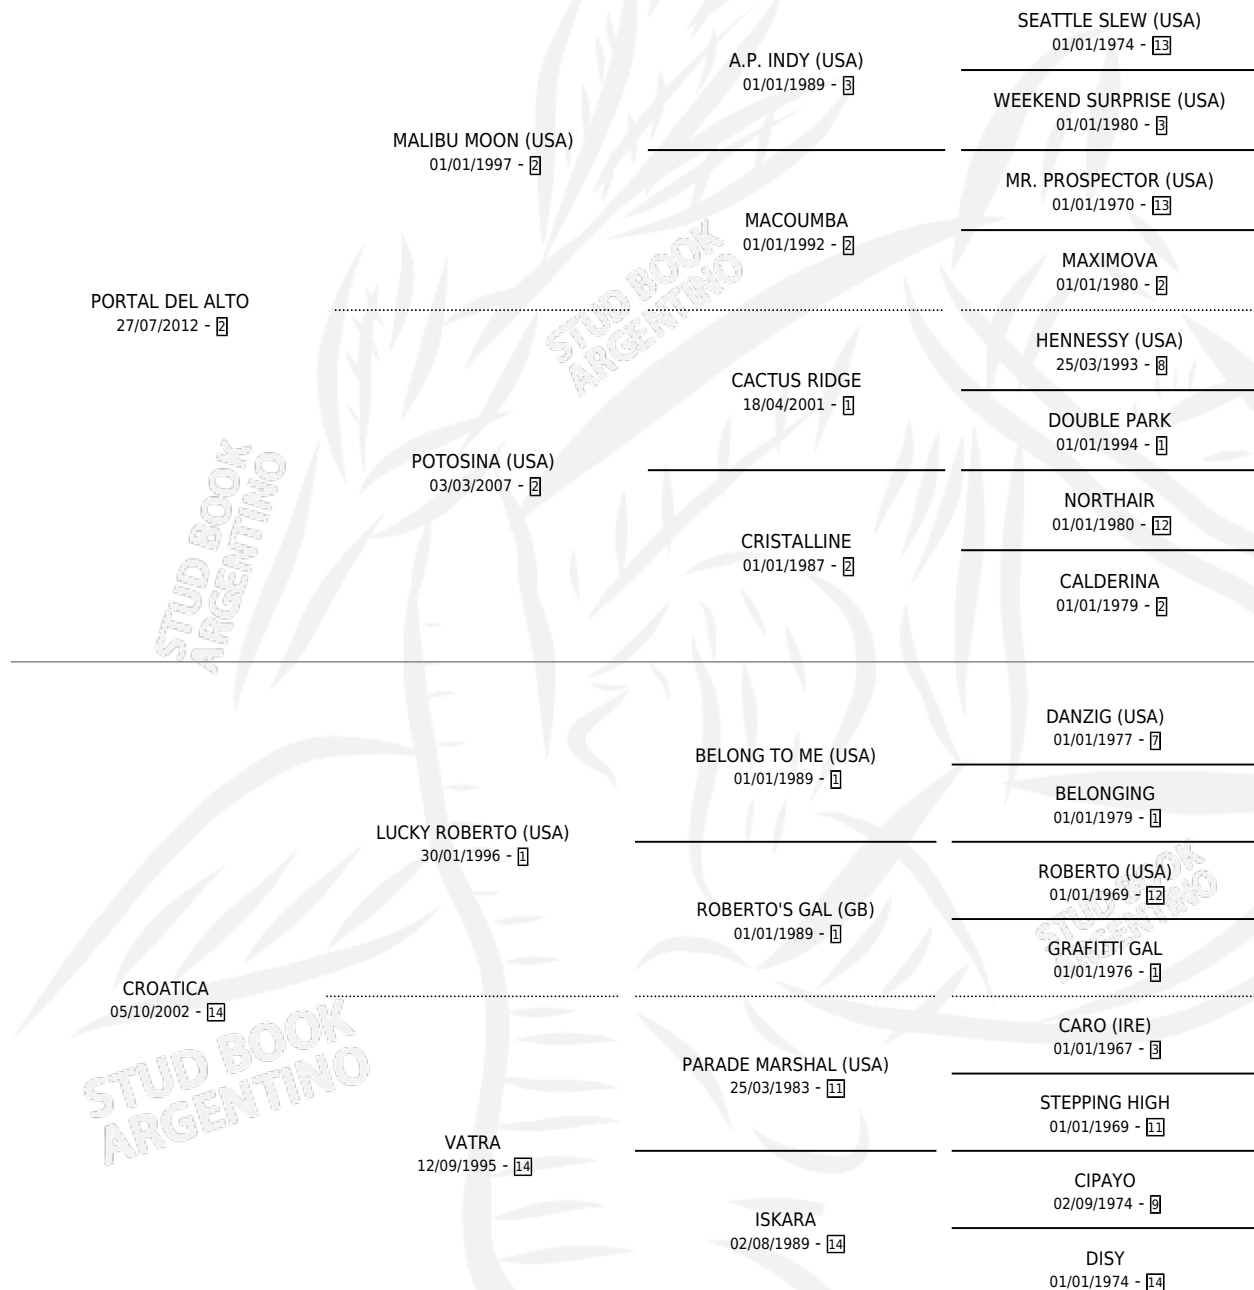 SEATTLE SLEW (USA)
01/01/1974 - 13
A.P. INDY (USA)
01/01/1989 - 3
WEEKEND SURPRISE (USA)
01/01/1980 - 3
MALIBU MOON (USA)
01/01/1997 - 2
MR. PROSPECTOR (USA)
01/01/1970 - 13
MACOUMBA
01/01/1992 - 2
MAXIMOVA
01/01/1980 - 2
PORTAL DEL ALTO
27/07/2012 - 2
HENNESSY (USA)
25/03/1993 - 8
CACTUS RIDGE
18/04/2001 - 1
DOUBLE PARK
01/01/1994 - 1
POTOSINA (USA)
03/03/2007 - 2
NORTHAIR
01/01/1980 - 12
CRISTALLINE
01/01/1987 - 2
CALDERINA
01/01/1979 - 2
DANZIG (USA)
01/01/1977 - 7
BELONG TO ME (USA)
01/01/1989 - 1
BELONGING
01/01/1979 - 1
LUCKY ROBERTO (USA)
30/01/1996 - 1
ROBERTO (USA)
01/01/1969 - 12
ROBERTO'S GAL (GB)
01/01/1989 - 1
GRAFITTI GAL
01/01/1976 - 1
CROATICA
05/10/2002 - 14
CARO (IRE)
01/01/1967 - 3
PARADE MARSHAL (USA)
25/03/1983 - 11
STEPPING HIGH
01/01/1969 - 11
VATRA
12/09/1995 - 14
CIPAYO
02/09/1974 - 9
ISKARA
02/08/1989 - 14
DISY
01/01/1974 - 14
STUD BOOK
ARGENTINO
STUD BOOK
ARGENTINO
STUD BOOK
ARGENTINO
STUD BOOK
ARGENTINO